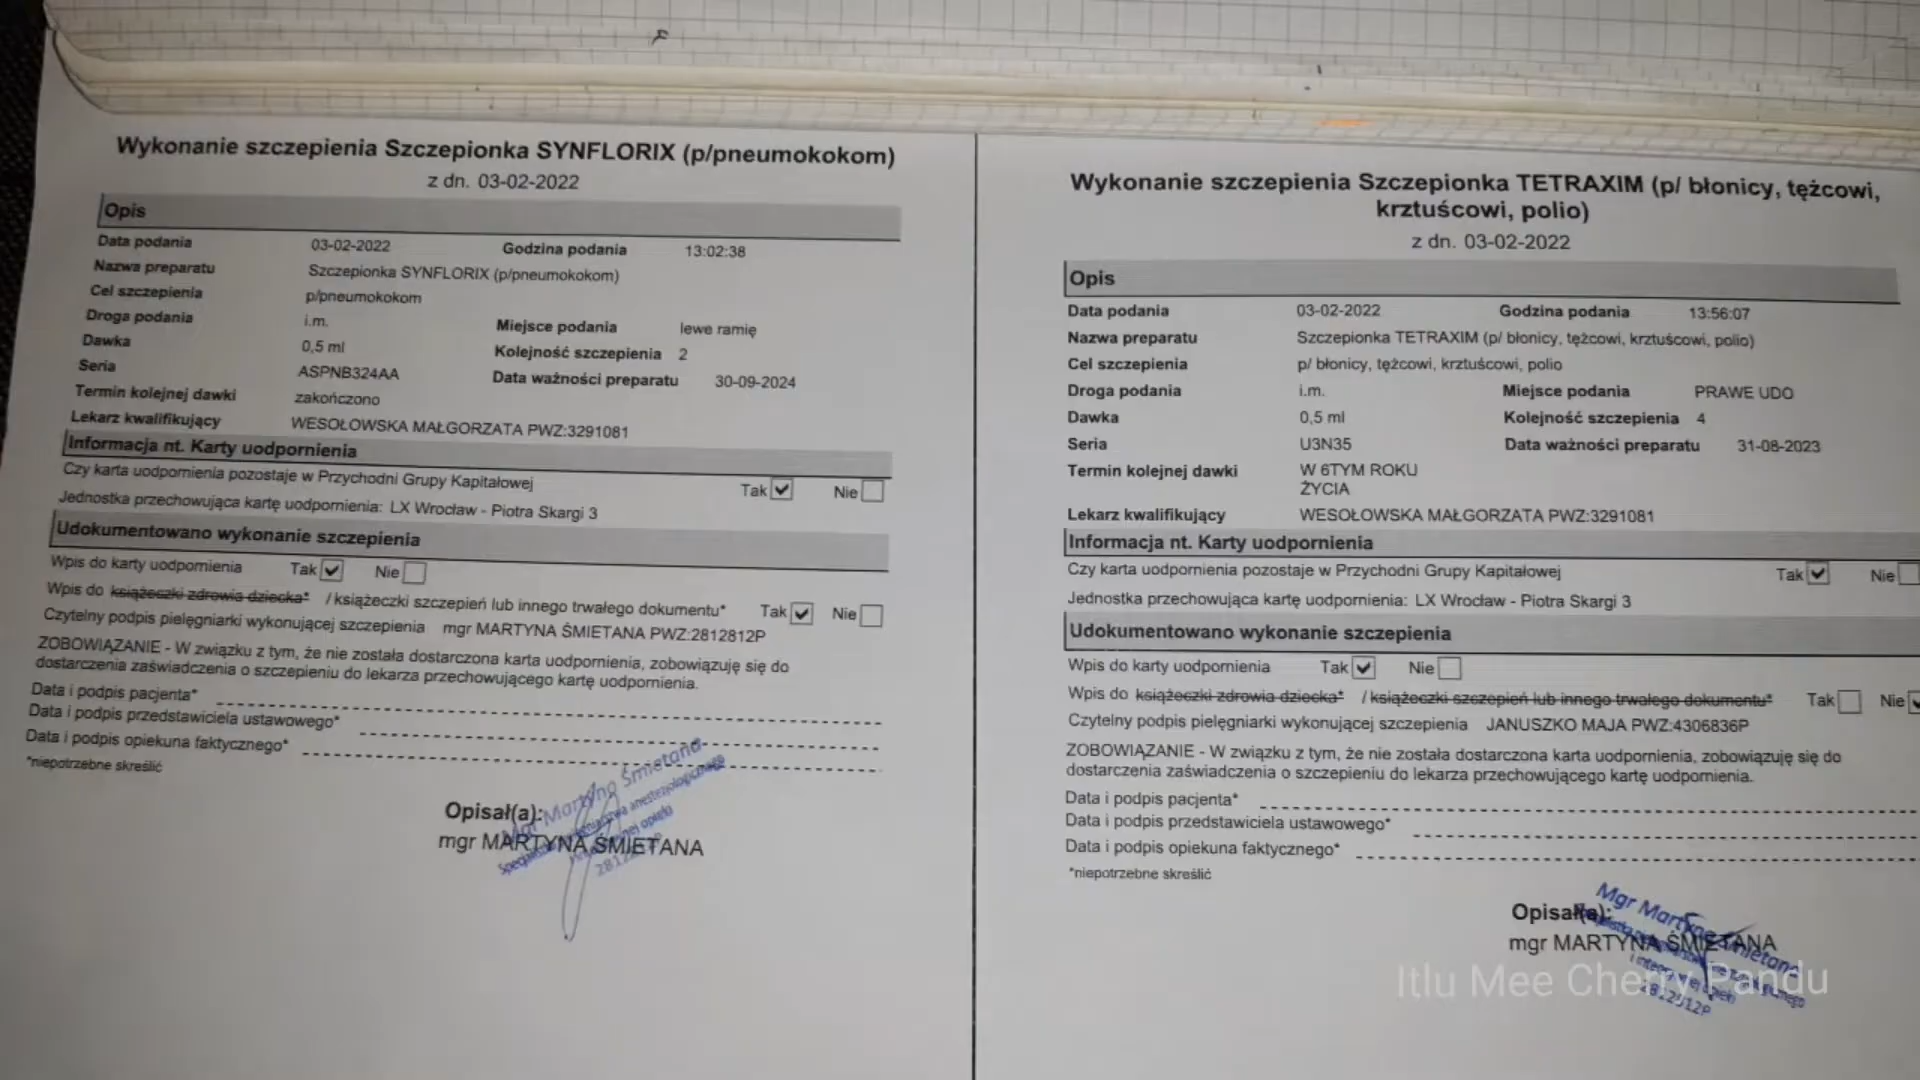 Wykonanie szczepienia Szczepionka SYNFLORIX (p/pneumokokom)
z dn. 03-02-2022
Opis
Data podania 03-02-2022 Godzina podania 13:02:38
Nazwa preparatu Szczepionka SYNFLORIX (p/pneumokokom)
Cel szczepienia p/pneumokokom
Droga podania i.m. Miejsce podania lewe ramię
Dawka 0,5 ml Kolejność szczepienia 2
Seria ASPNB324AA Data ważności preparatu 30-09-2024
Termin kolejnej dawki zakończono
Lekarz kwalifikujący WESOŁOWSKA MAŁGORZATA PWZ:3291081
Informacja nt. Karty uodpornienia
Czy karta uodpornienia pozostaje w Przychodni Grupy Kapitałowej Tak Nie
Jednostka przechowująca kartę uodpornienia: LX Wrocław - Piotra Skargi 3
Udokumentowano wykonanie szczepienia
Wpis do karty uodpornienia Tak Nie
Wpis do książeczki zdrowia dziecka* / książeczki szczepień lub innego trwałego dokumentu* Tak Nie
Czytelny podpis pielęgniarki wykonującej szczepienia mgr MARTYNA ŚMIETANA PWZ:2812812P
ZOBOWIĄZANIE - W związku z tym, że nie została dostarczona karta uodpornienia, zobowiązuję się do
dostarczenia zaświadczenia o szczepieniu do lekarza przechowującego kartę uodpornienia.
Data i podpis pacjenta*
Data i podpis przedstawiciela ustawowego*
Data i podpis opiekuna faktycznego*
*niepotrzebne skreślić
Opisał(a):
mgr MARTYNA ŚMIETANA
Mgr Martyna Śmietana
Wykonanie szczepienia Szczepionka TETRAXIM (p/ błonicy, tężcowi,
krztuścowi, polio)
z dn. 03-02-2022
Opis
Data podania 03-02-2022 Godzina podania 13:56:07
Nazwa preparatu Szczepionka TETRAXIM (p/ błonicy, tężcowi, krztuścowi, polio)
Cel szczepienia p/ błonicy, tężcowi, krztuścowi, polio
Droga podania i.m. Miejsce podania PRAWE UDO
Dawka 0,5 ml Kolejność szczepienia 4
Seria U3N35 Data ważności preparatu 31-08-2023
Termin kolejnej dawki W 6TYM ROKU
ŻYCIA
Lekarz kwalifikujący WESOŁOWSKA MAŁGORZATA PWZ:3291081
Informacja nt. Karty uodpornienia
Czy karta uodpornienia pozostaje w Przychodni Grupy Kapitałowej Tak Nie
Jednostka przechowująca kartę uodpornienia: LX Wrocław - Piotra Skargi 3
Udokumentowano wykonanie szczepienia
Wpis do karty uodpornienia Tak Nie
Wpis do książeczki zdrowia dziecka* / książeczki szczepień lub innego trwałego dokumentu* Tak Nie
Czytelny podpis pielęgniarki wykonującej szczepienia JANUSZKO MAJA PWZ:4306836P
ZOBOWIĄZANIE - W związku z tym, że nie została dostarczona karta uodpornienia, zobowiązuję się do
dostarczenia zaświadczenia o szczepieniu do lekarza przechowującego kartę uodpornienia.
Data i podpis pacjenta*
Data i podpis przedstawiciela ustawowego*
Data i podpis opiekuna faktycznego*
*niepotrzebne skreślić
Opisał(a):
mgr MARTYNA ŚMIETANA
Mgr Martyna Śmietana
2812812P
Itlu Mee Cherry Pandu